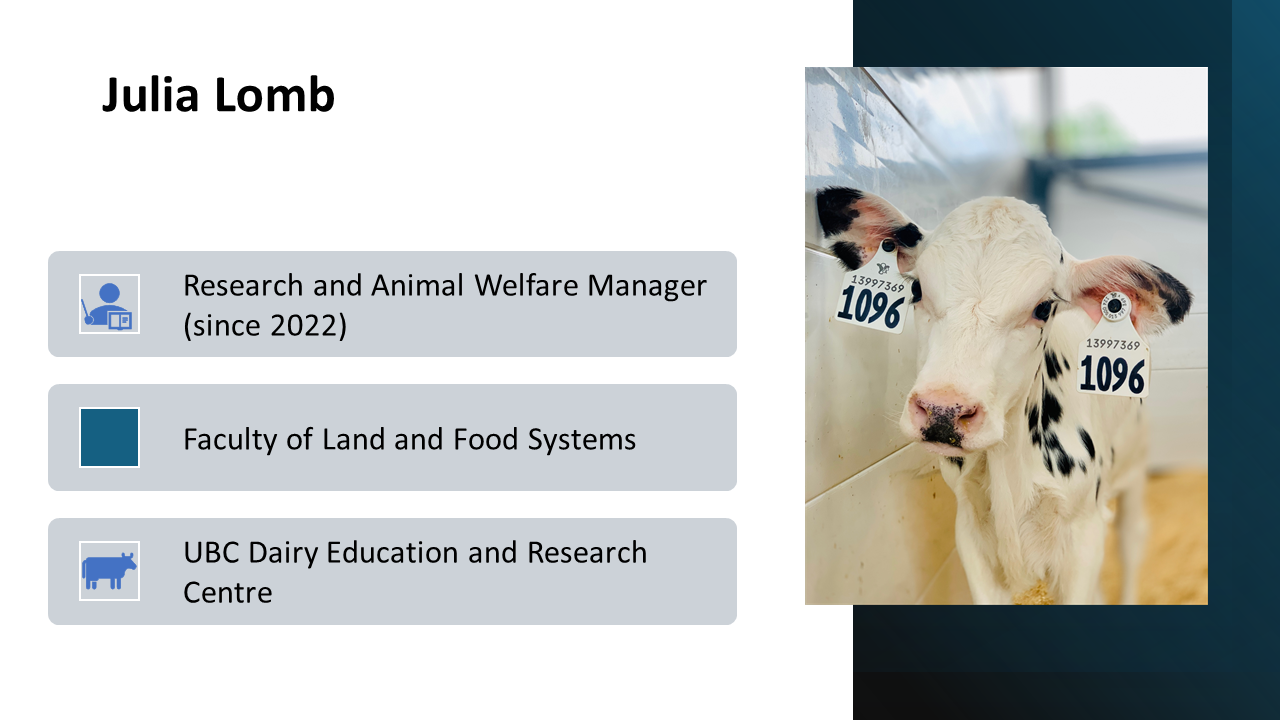 Julia Lomb
Research and Animal Welfare Manager
(since 2022)
Faculty of Land and Food Systems
UBC Dairy Education and Research
Centre
13997369
1096
13997369
1096